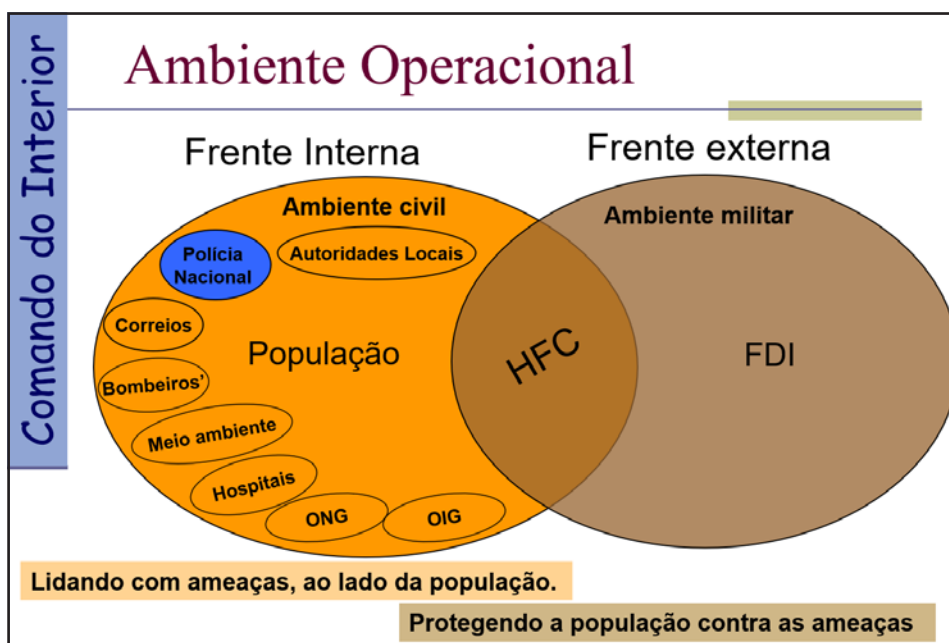 Comando do Interior
Ambiente Operacional
Frente Interna
Frente externa
Ambiente civil
Ambiente militar
Polícia
Nacional
Autoridades Locais
Correios
População
HFC
FDI
Bombeiros’
Meio ambiente
Hospitais
ONG
OIG
Lidando com ameaças, ao lado da população.
Protegendo a população contra as ameaças